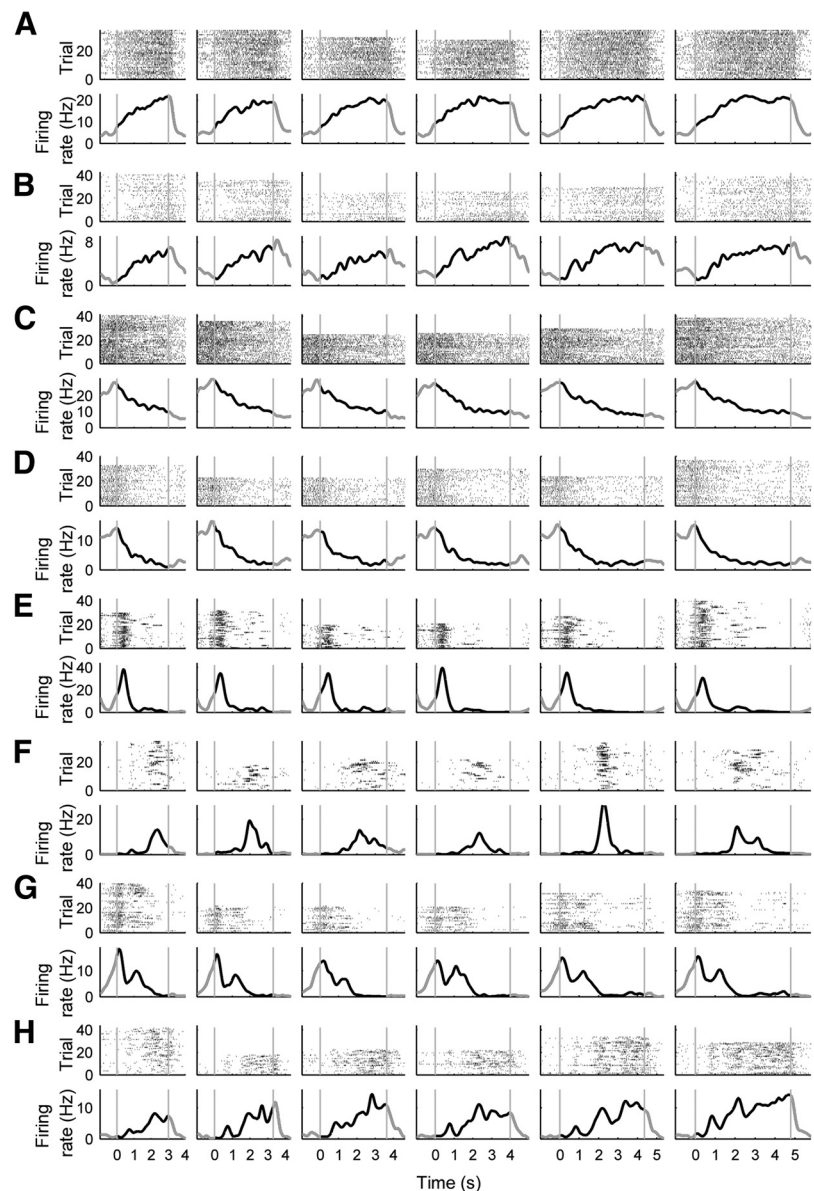 A
Trial
20
0
Firing
rate (Hz)
20
10
0
B
Trial
40
20
0
Firing
rate (Hz)
8
0
C
Trial
40
20
0
Firing
rate (Hz)
20
10
0
D
Trial
40
20
0
Firing
rate (Hz)
10
0
E
Trial
40
20
0
Firing
rate (Hz)
40
20
0
F
Trial
20
0
Firing
rate (Hz)
20
0
G
Trial
40
20
0
Firing
rate (Hz)
10
0
H
Trial
40
20
0
Firing
rate (Hz)
10
0
0 1 2 3 4 0 1 2 3 4 0 1 2 3 4 0 1 2 3 4 0 1 2 3 4 5 0 1 2 3 4 5
Time (s)